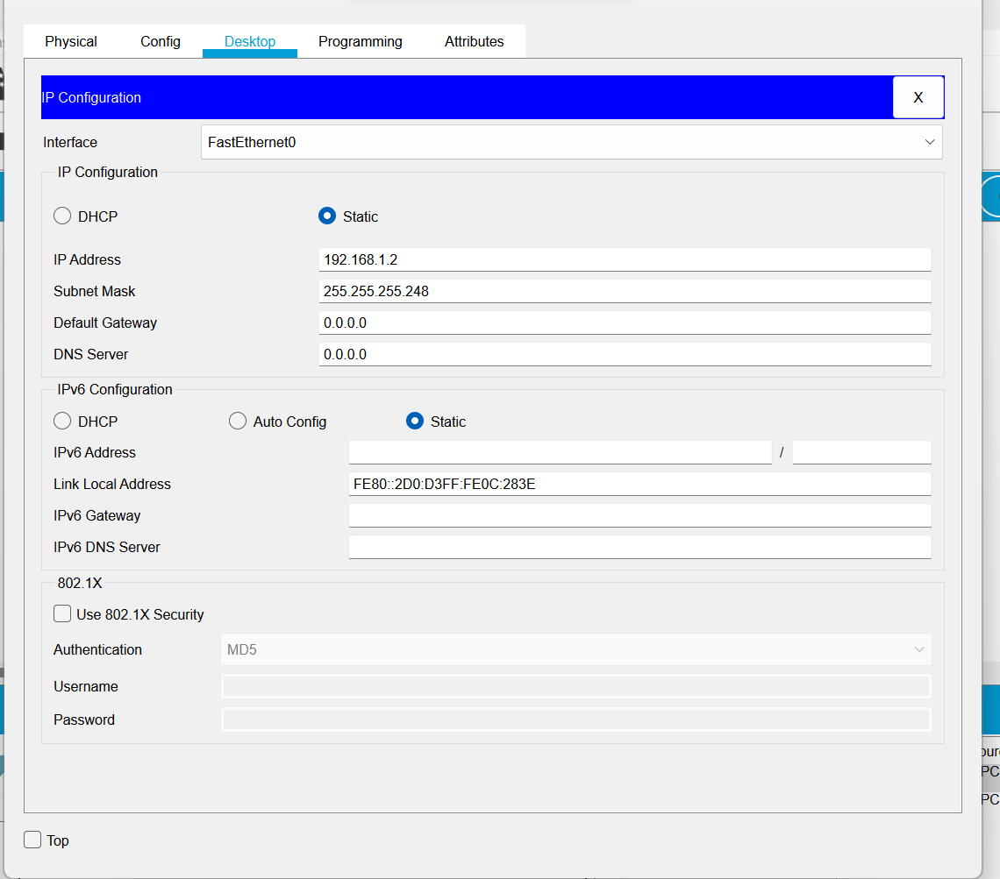 Physical Config Desktop Programming Attributes
IP Configuration X
Interface FastEthernet0
IP Configuration
DHCP Static
IP Address 192.168.1.2
Subnet Mask 255.255.255.248
Default Gateway 0.0.0.0
DNS Server 0.0.0.0
IPv6 Configuration
DHCP Auto Config Static
IPv6 Address /
Link Local Address FE80::2D0:D3FF:FE0C:283E
IPv6 Gateway
IPv6 DNS Server
802.1X
Use 802.1X Security
Authentication MD5
Username
Password
PC
PC
Top